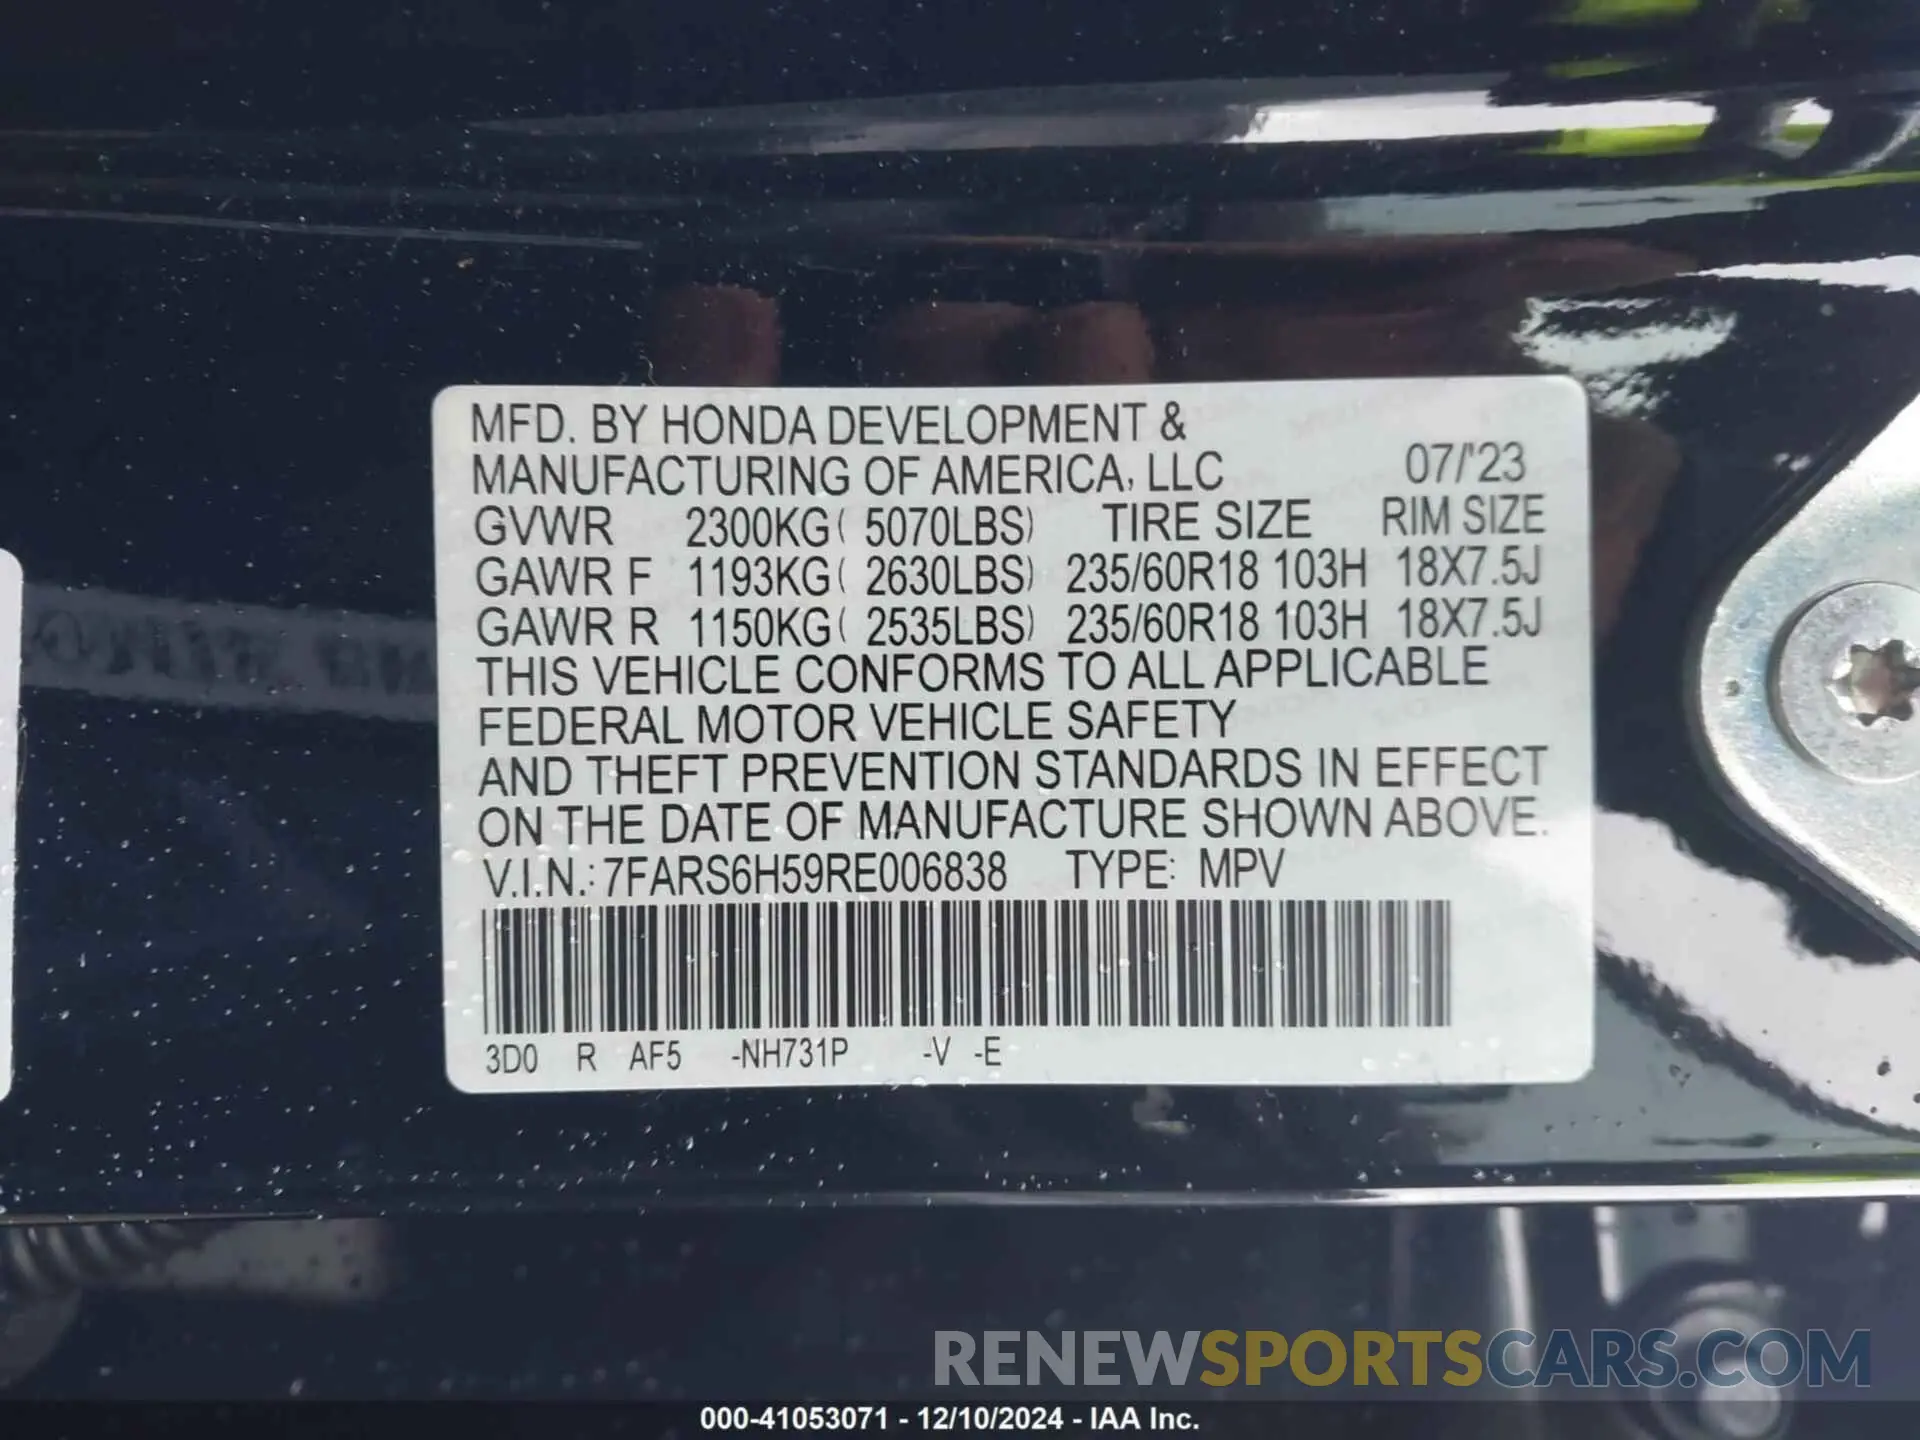 MFD. BY HONDA DEVELOPMENT &
MANUFACTURING OF AMERICA, LLC 07/'23
GVWR 2300KG( 5070LBS) TIRE SIZE RIM SIZE
GAWR F 1193KG( 2630LBS) 235/60R18 103H 18X7.5J
GAWR R 1150KG( 2535LBS) 235/60R18 103H 18X7.5J
THIS VEHICLE CONFORMS TO ALL APPLICABLE
FEDERAL MOTOR VEHICLE SAFETY
AND THEFT PREVENTION STANDARDS IN EFFECT
ON THE DATE OF MANUFACTURE SHOWN ABOVE.
V.I.N.: 7FARS6H59RE006838 TYPE: MPV
3D0 R AF5 -NH731P -V -E
RENEWSPORTSCARS.COM
000-41053071 - 12/10/2024 - IAA Inc.